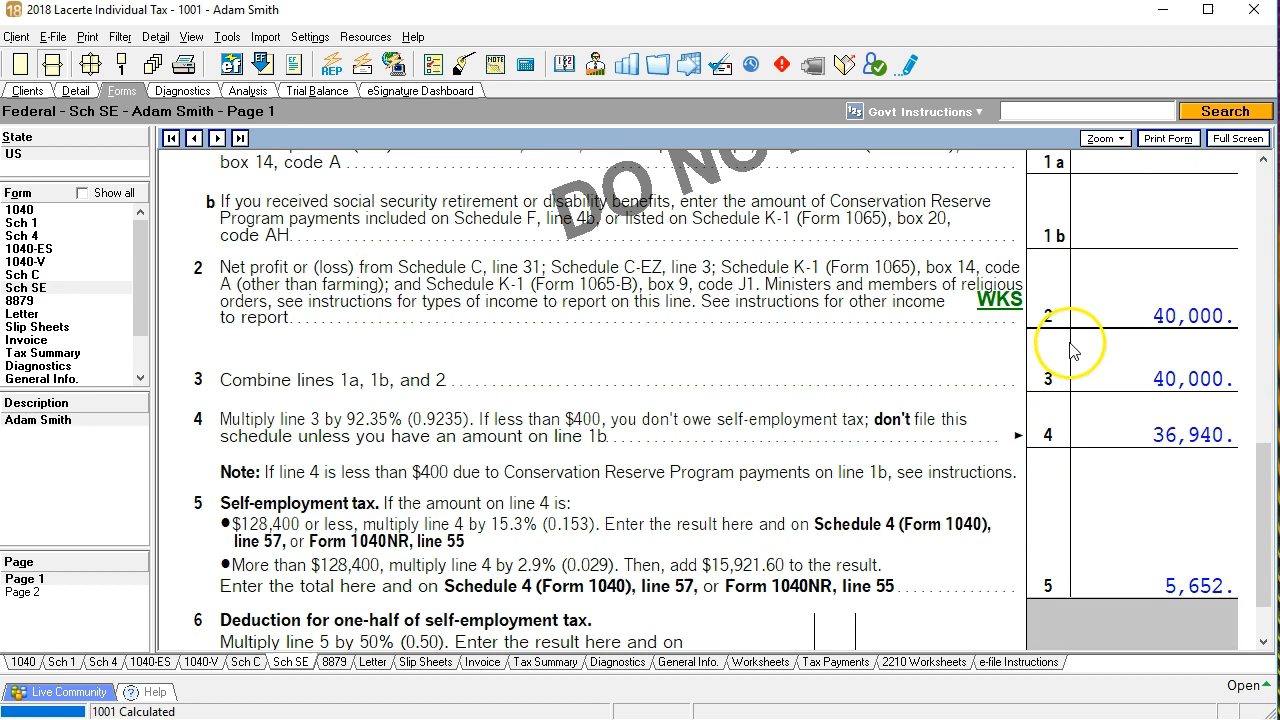 18 2018 Lacerte Individual Tax - 1001 - Adam Smith
Client E-File Print Filter Detail View Tools Import Settings Resources Help
REP NOTE
Clients Detail Forms Diagnostics Analysis Trial Balance eSignature Dashboard
Federal - Sch SE - Adam Smith - Page 1 123 Govt Instructions Search
State
US
Form Show all
1040
Sch 1
Sch 4
1040-ES
1040-V
Sch C
Sch SE
8879
Letter
Slip Sheets
Invoice
Tax Summary
Diagnostics
General Info.
Description
Adam Smith
Page
Page 1
Page 2
Zoom Print Form Full Screen
DO NO
box 14, code A 1 a
b If you received social security retirement or disability benefits, enter the amount of Conservation Reserve
Program payments included on Schedule F, line 4b, or listed on Schedule K-1 (Form 1065), box 20,
code AH 1 b
2 Net profit or (loss) from Schedule C, line 31; Schedule C-EZ, line 3; Schedule K-1 (Form 1065), box 14, code
A (other than farming); and Schedule K-1 (Form 1065-B), box 9, code J1. Ministers and members of religious
orders, see instructions for types of income to report on this line. See instructions for other income WKS
to report 2 40,000.
3 Combine lines 1a, 1b, and 2 3 40,000.
4 Multiply line 3 by 92.35% (0.9235). If less than $400, you don't owe self-employment tax; don't file this
schedule unless you have an amount on line 1b ► 4 36,940.
Note: If line 4 is less than $400 due to Conservation Reserve Program payments on line 1b, see instructions.
5 Self-employment tax. If the amount on line 4 is:
●$128,400 or less, multiply line 4 by 15.3% (0.153). Enter the result here and on Schedule 4 (Form 1040),
line 57, or Form 1040NR, line 55
●More than $128,400, multiply line 4 by 2.9% (0.029). Then, add $15,921.60 to the result.
Enter the total here and on Schedule 4 (Form 1040), line 57, or Form 1040NR, line 55 5 5,652.
6 Deduction for one-half of self-employment tax.
Multiply line 5 by 50% (0.50). Enter the result here and on
1040 Sch 1 Sch 4 1040-ES 1040-V Sch C Sch SE 8879 Letter Slip Sheets Invoice Tax Summary Diagnostics General Info. Worksheets Tax Payments 2210 Worksheets e-file Instructions
Live Community Help Open
1001 Calculated